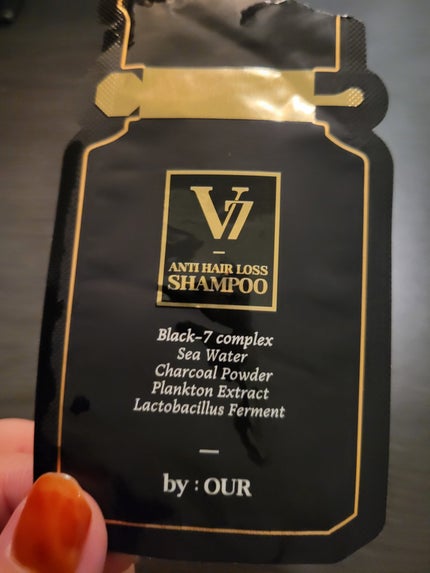 V7
ANTI HAIR LOSS
SHAMPOO
Black-7 complex
Sea Water
Charcoal Powder
Plankton Extract
Lactobacillus Ferment
by : OUR